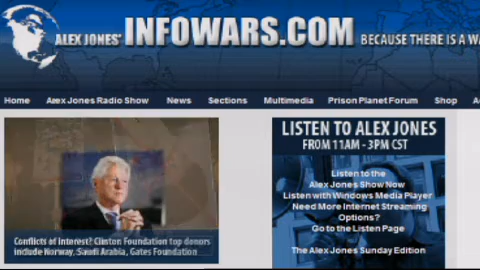 ALEX JONES' INFOWARS.COM BECAUSE THERE IS A WA
Home Alex Jones Radio Show News Sections Multimedia Prison Planet Forum Shop A
LISTEN TO ALEX JONES
FROM 11AM - 3PM CST
Listen to the
Alex Jones Show Now
Listen with Windows Media Player
Need More Internet Streaming
Options?
Go to the Listen Page
The Alex Jones Sunday Edition
Conflicts of Interest? Clinton Foundation top donors
include Norway, Saudi Arabia, Gates Foundation